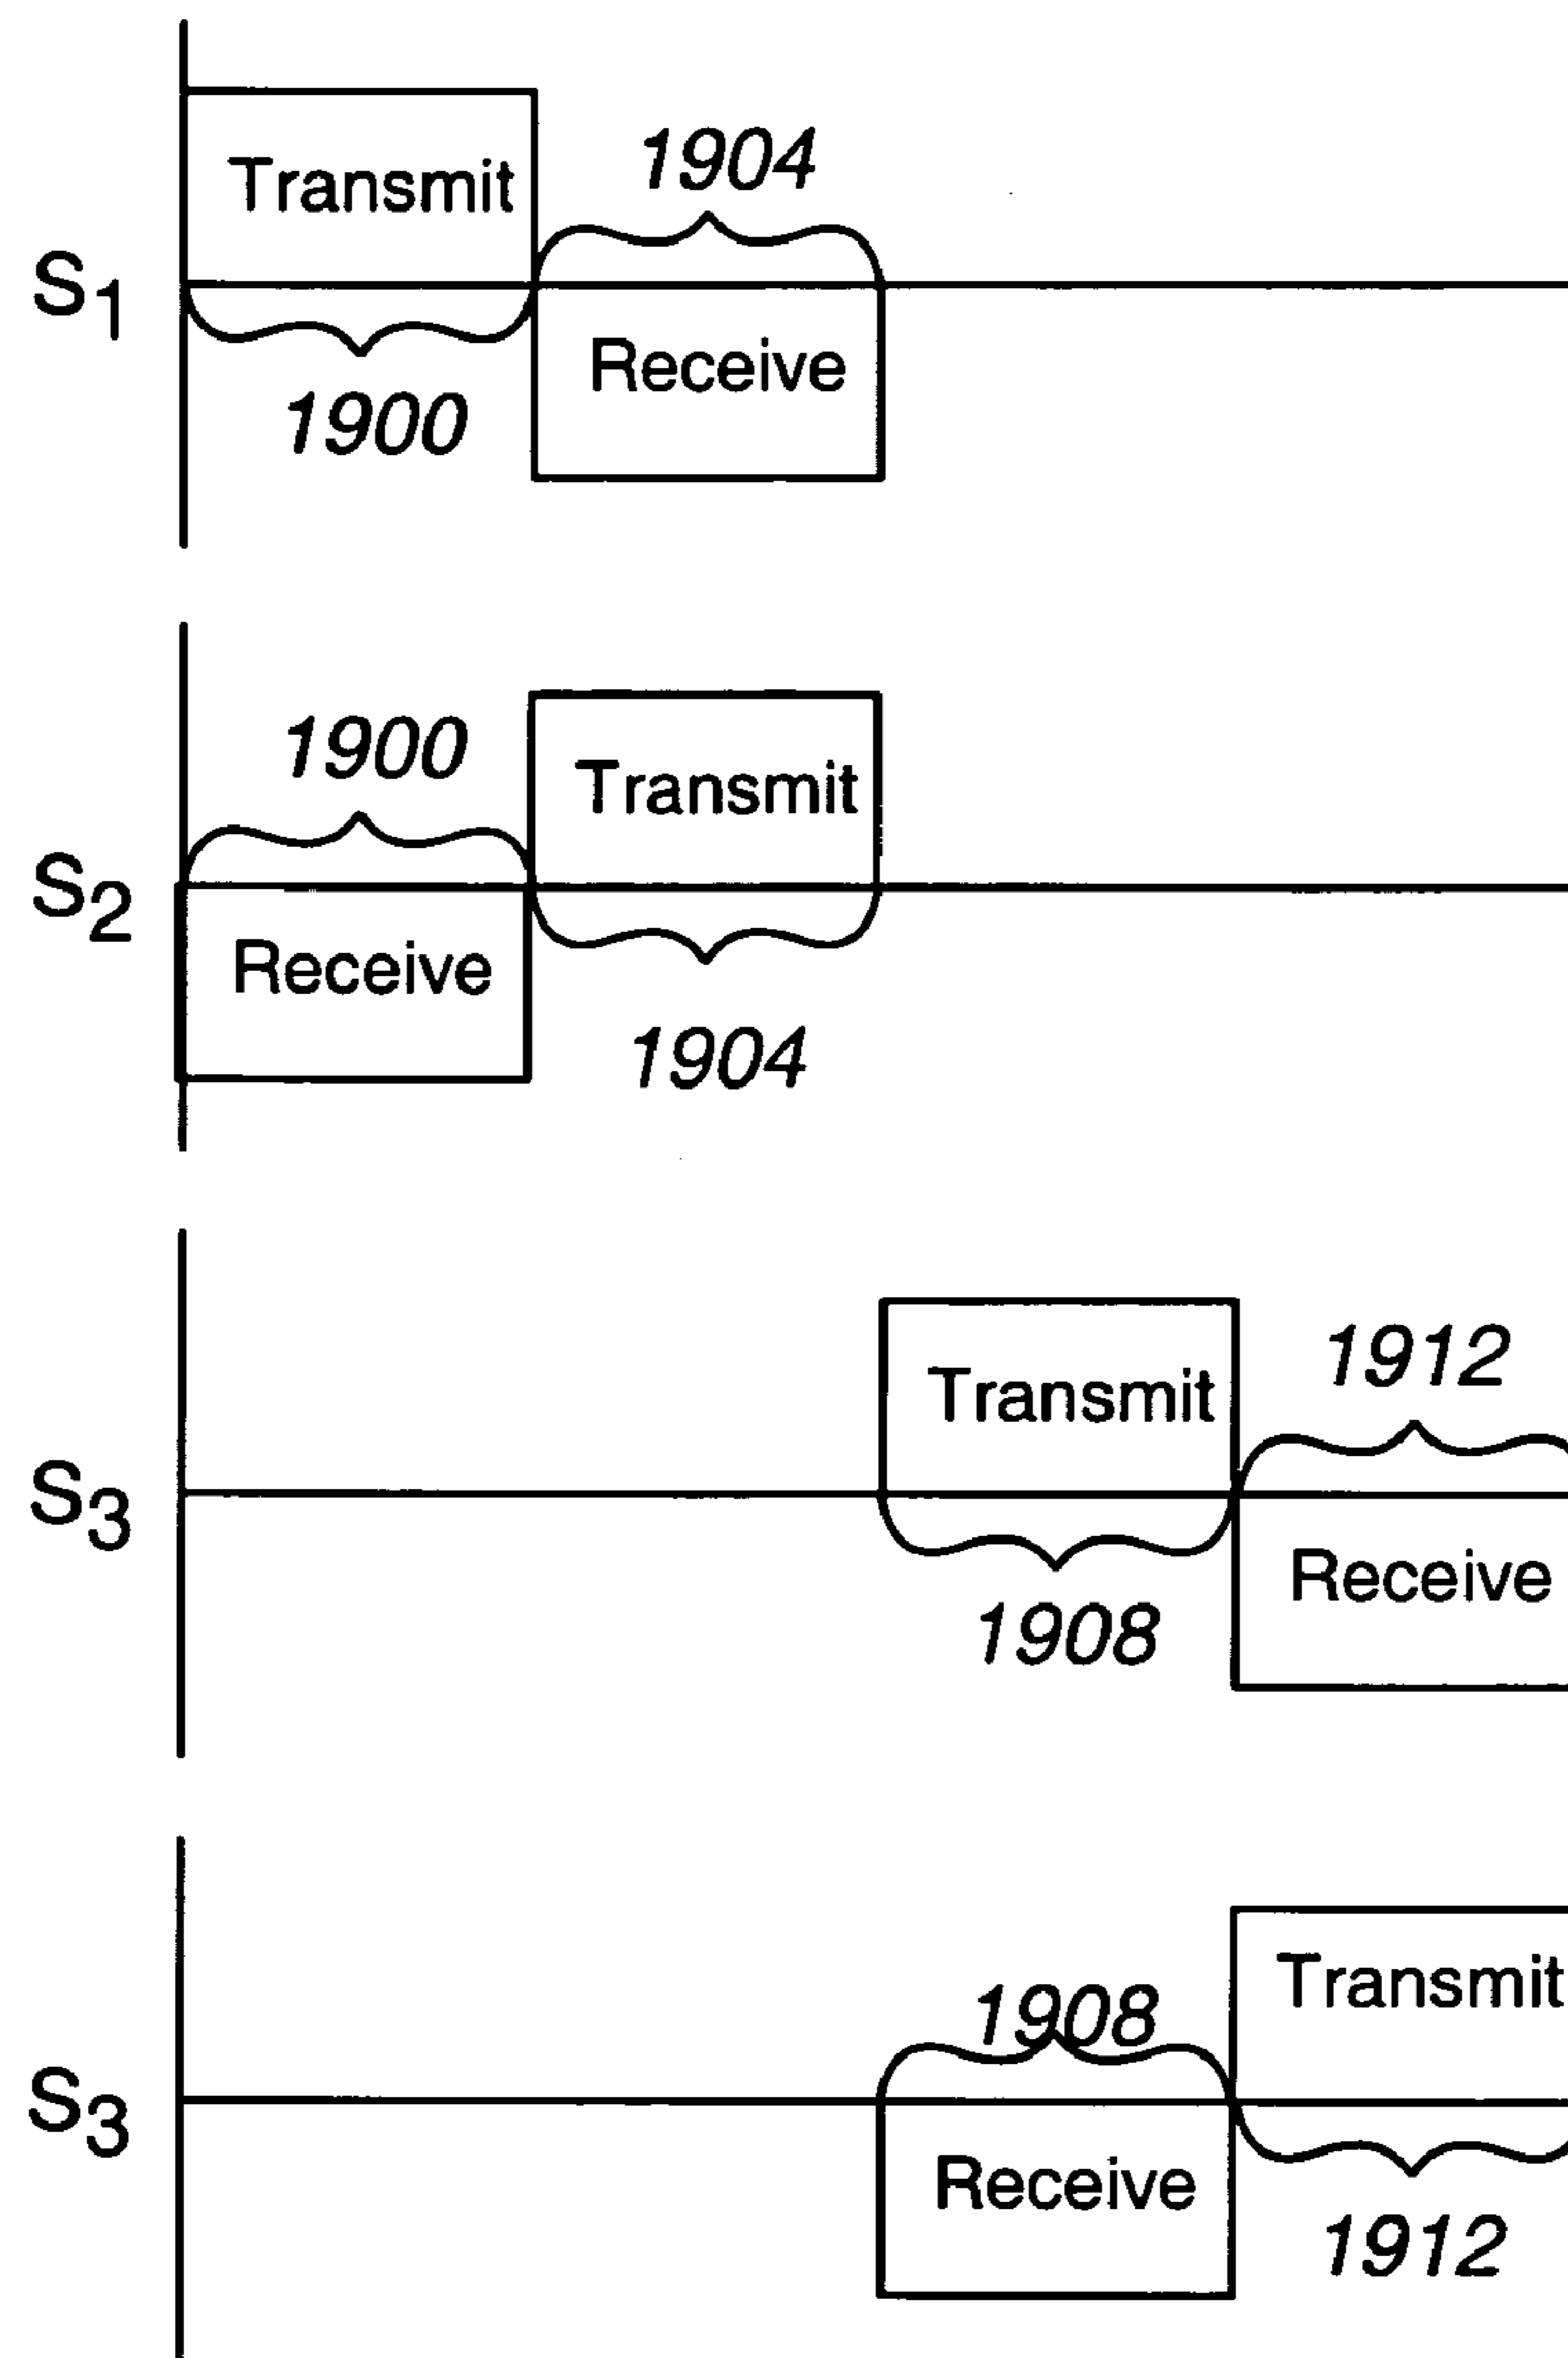 1904
Transmit
S1
Receive
1900
1900
Transmit
S2
Receive
1904
1912
Transmit
S3
Receive
1908
Transmit
1908
S3
Receive
1912